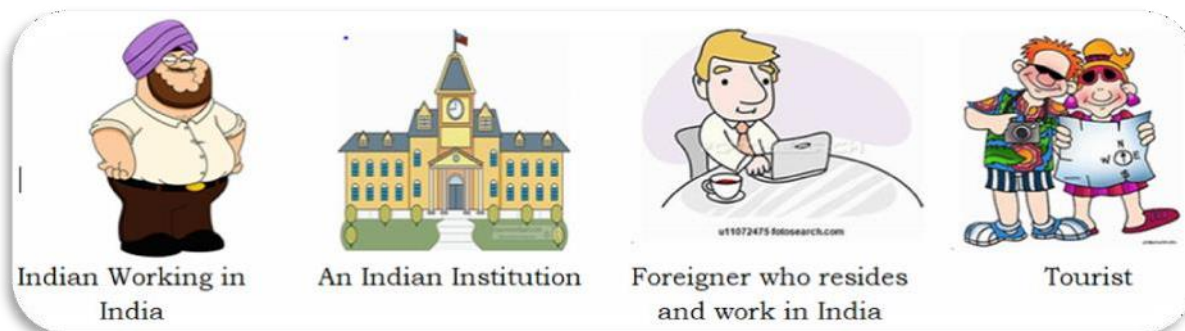 N
W E
S
u11072475 fotosearch.com
Indian Working in
India
An Indian Institution
Foreigner who resides
and work in India
Tourist